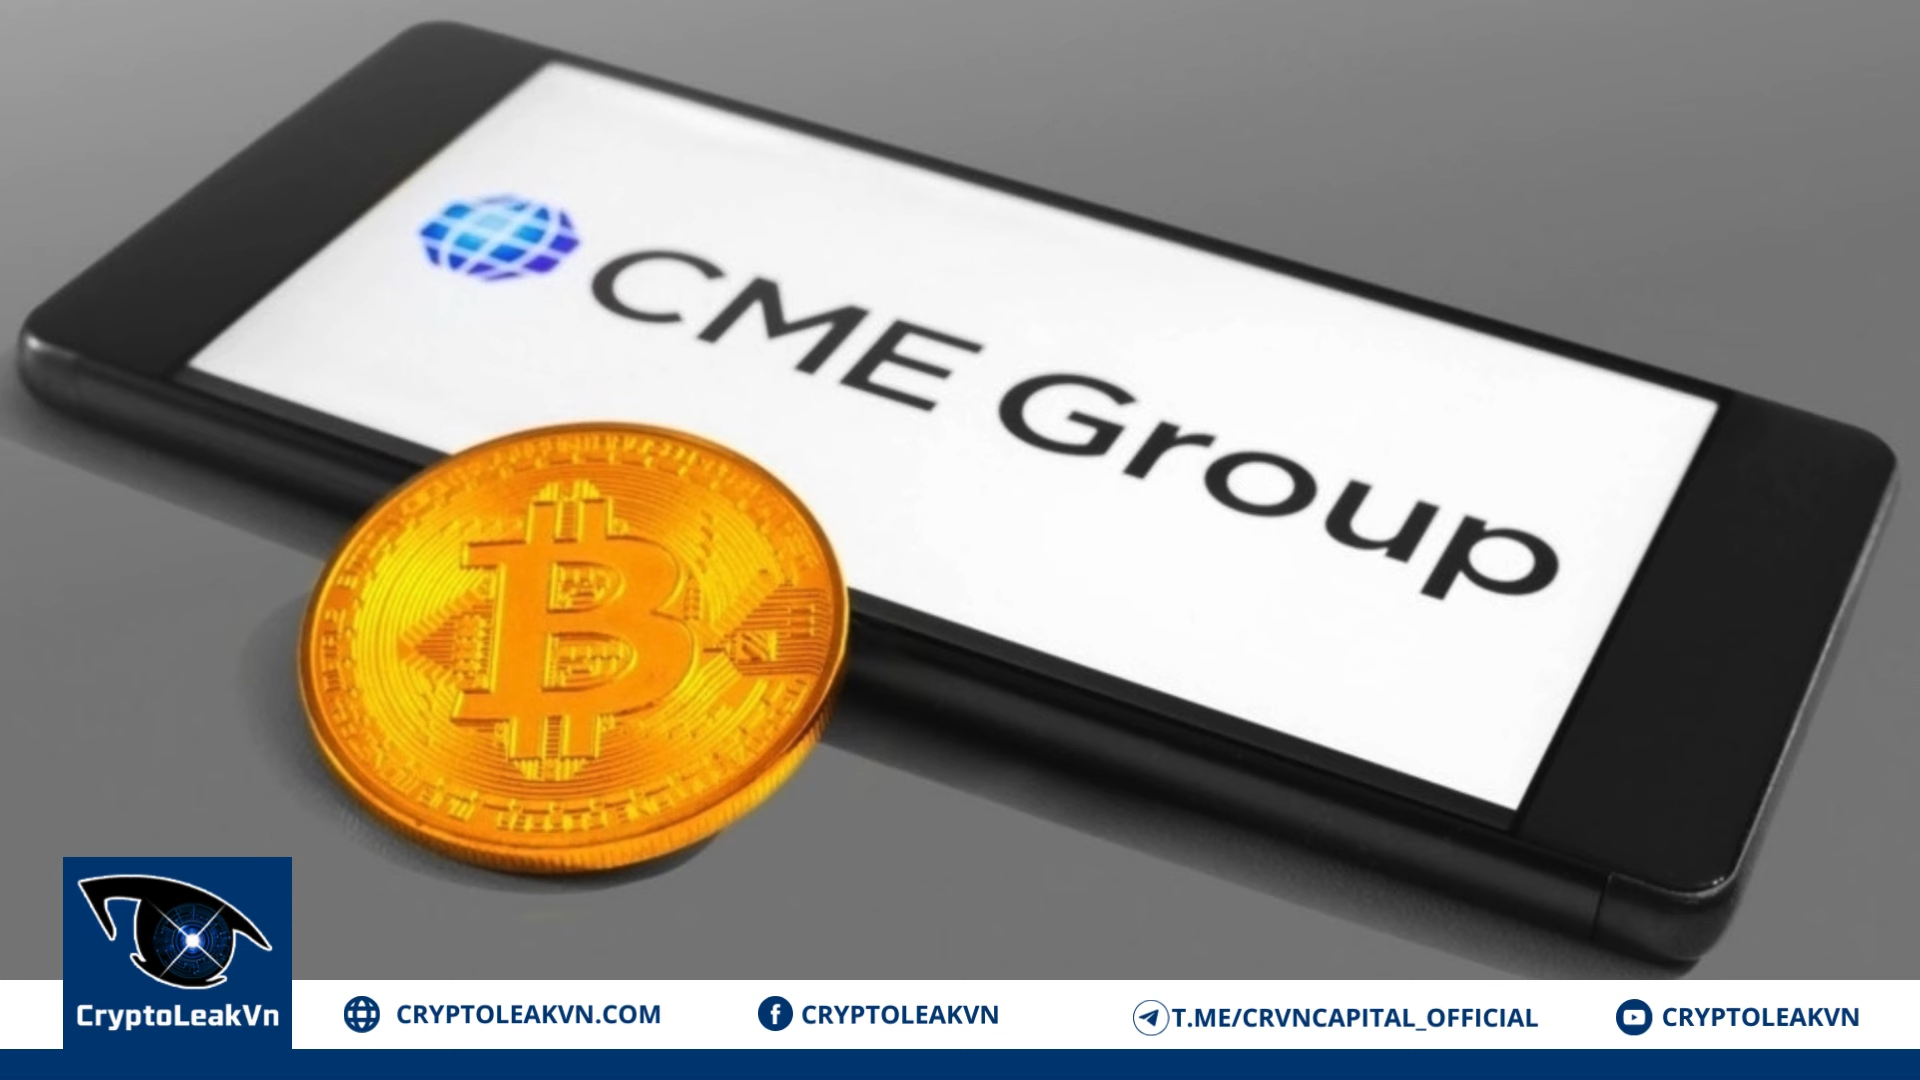 CME Group
CryptoLeakVn
CRYPTOLEAKVN.COM
CRYPTOLEAKVN
T.ME/CRVNCAPITAL_OFFICIAL
CRYPTOLEAKVN